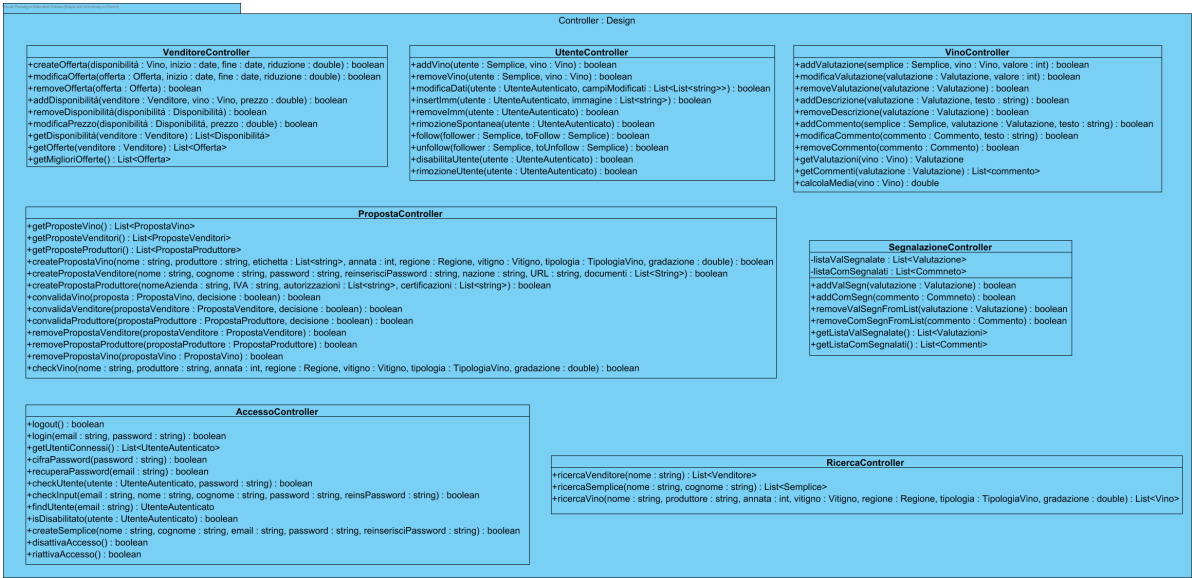 Controller : Design
VenditoreController
+createOfferta(disponibilità : Vino, inizio : date, fine : date, riduzione : double) : boolean
+modificaOfferta(offerta : Offerta, inizio : date, fine : date, riduzione : double) : boolean
+removeOfferta(offerta : Offerta) : boolean
+addDisponibilità(venditore : Venditore, vino : Vino, prezzo : double) : boolean
+removeDisponibilità(disponibilità : Disponibilità) : boolean
+modificaPrezzo(disponibilità : Disponibilità, prezzo : double) : boolean
+getDisponibilità(venditore : Venditore) : List<Disponibilità>
+getOfferte(venditore : Venditore) : List<Offerta>
+getMiglioriOfferte() : List<Offerta>
UtenteController
+addVino(utente : Semplice, vino : Vino) : boolean
+removeVino(utente : Semplice, vino : Vino) : boolean
+modificaDati(utente : UtenteAutenticato, campiModificati : List<List<string>>) : boolean
+insertImm(utente : UtenteAutenticato, immagine : List<string>) : boolean
+removeImm(utente : UtenteAutenticato) : boolean
+rimozioneSpontanea(utente : UtenteAutenticato) : boolean
+follow(follower : Semplice, toFollow : Semplice) : boolean
+unfollow(follower : Semplice, toUnfollow : Semplice) : boolean
+disabilitaUtente(utente : UtenteAutenticato) : boolean
+rimozioneUtente(utente : UtenteAutenticato) : boolean
VinoController
+addValutazione(semplice : Semplice, vino : Vino, valore : int) : boolean
+modificaValutazione(valutazione : Valutazione, valore : int) : boolean
+removeValutazione(valutazione : Valutazione) : boolean
+addDescrizione(valutazione : Valutazione, testo : string) : boolean
+removeDescrizione(valutazione : Valutazione) : boolean
+addCommento(semplice : Semplice, valutazione : Valutazione, testo : string) : boolean
+modificaCommento(commento : Commento, testo : string) : boolean
+removeCommento(commento : Commento) : boolean
+getValutazioni(vino : Vino) : Valutazione
+getCommenti(valutazione : Valutazione) : List<commento>
+calcolaMedia(vino : Vino) : double
PropostaController
+getProposteVino() : List<PropostaVino>
+getProposteVenditori() : List<ProposteVenditori>
+getProposteProduttori() : List<PropostaProduttore>
+createPropostaVino(nome : string, produttore : string, etichetta : List<string>, annata : int, regione : Regione, vitigno : Vitigno, tipologia : TipologiaVino, gradazione : double) : boolean
+createPropostaVenditore(nome : string, cognome : string, password : string, reinserisciPassword : string, nazione : string, URL : string, documenti : List<String>) : boolean
+createPropostaProduttore(nomeAzienda : string, IVA : string, autorizzazioni : List<string>, certificazioni : List<string>) : boolean
+convalidaVino(proposta : PropostaVino, decisione : boolean) : boolean
+convalidaVenditore(propostaVenditore : PropostaVenditore, decisione : boolean) : boolean
+convalidaProduttore(propostaProduttore : PropostaProduttore, decisione : boolean) : boolean
+removePropostaVenditore(propostaVenditore : PropostaVenditore) : boolean
+removePropostaProduttore(propostaProduttore : PropostaProduttore) : boolean
+removePropostaVino(propostaVino : PropostaVino) : boolean
+checkVino(nome : string, produttore : string, annata : int, regione : Regione, vitigno : Vitigno, tipologia : TipologiaVino, gradazione : double) : boolean
SegnalazioneController
-listaValSegnalate : List<Valutazione>
-listaComSegnalati : List<Commneto>
+addValSegn(valutazione : Valutazione) : boolean
+addComSegn(commento : Commneto) : boolean
+removeValSegnFromList(valutazione : Valutazione) : boolean
+removeComSegnFromList(commento : Commento) : boolean
+getListaValSegnalate() : List<Valutazioni>
+getListaComSegnalati() : List<Commenti>
AccessoController
+logout() : boolean
+login(email : string, password : string) : boolean
+getUtentiConnessi() : List<UtenteAutenticato>
+cifraPassword(password : string) : boolean
+recuperaPassword(email : string) : boolean
+checkUtente(utente : UtenteAutenticato, password : string) : boolean
+checkInput(email : string, nome : string, cognome : string, password : string, reinsPassword : string) : boolean
+findUtente(email : string) : UtenteAutenticato
+isDisabilitato(utente : UtenteAutenticato) : boolean
+createSemplice(nome : string, cognome : string, email : string, password : string, reinserisciPassword : string) : boolean
+disattivaAccesso() : boolean
+riattivaAccesso() : boolean
RicercaController
+ricercaVenditore(nome : string) : List<Venditore>
+ricercaSemplice(nome : string, cognome : string) : List<Semplice>
+ricercaVino(nome : string, produttore : string, annata : int, vitigno : Vitigno, regione : Regione, tipologia : TipologiaVino, gradazione : double) : List<Vino>